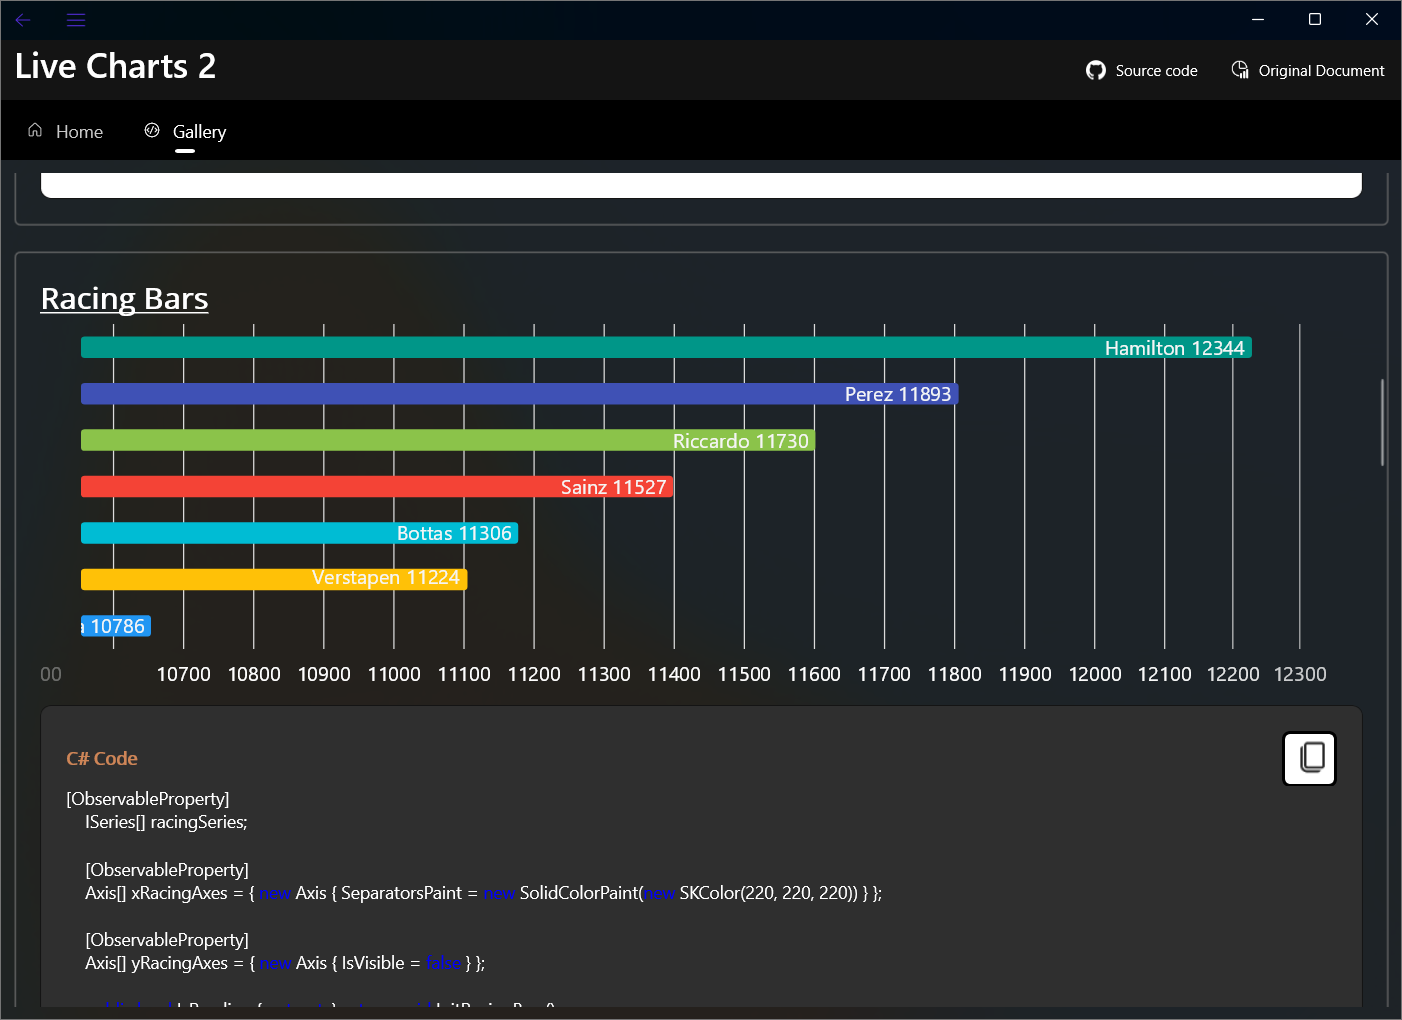 Live Charts 2
Source code
Original Document
Home
Gallery
Racing Bars
Hamilton 12344
Perez 11893
Riccardo 11730
Sainz 11527
Bottas 11306
Verstapen 11224
10786
00 10700 10800 10900 11000 11100 11200 11300 11400 11500 11600 11700 11800 11900 12000 12100 12200 12300
C# Code
[ObservableProperty]
ISeries[] racingSeries;
[ObservableProperty]
Axis[] xRacingAxes = { new Axis { SeparatorsPaint = new SolidColorPaint(new SKColor(220, 220, 220)) } };
[ObservableProperty]
Axis[] yRacingAxes = { new Axis { IsVisible = false } };